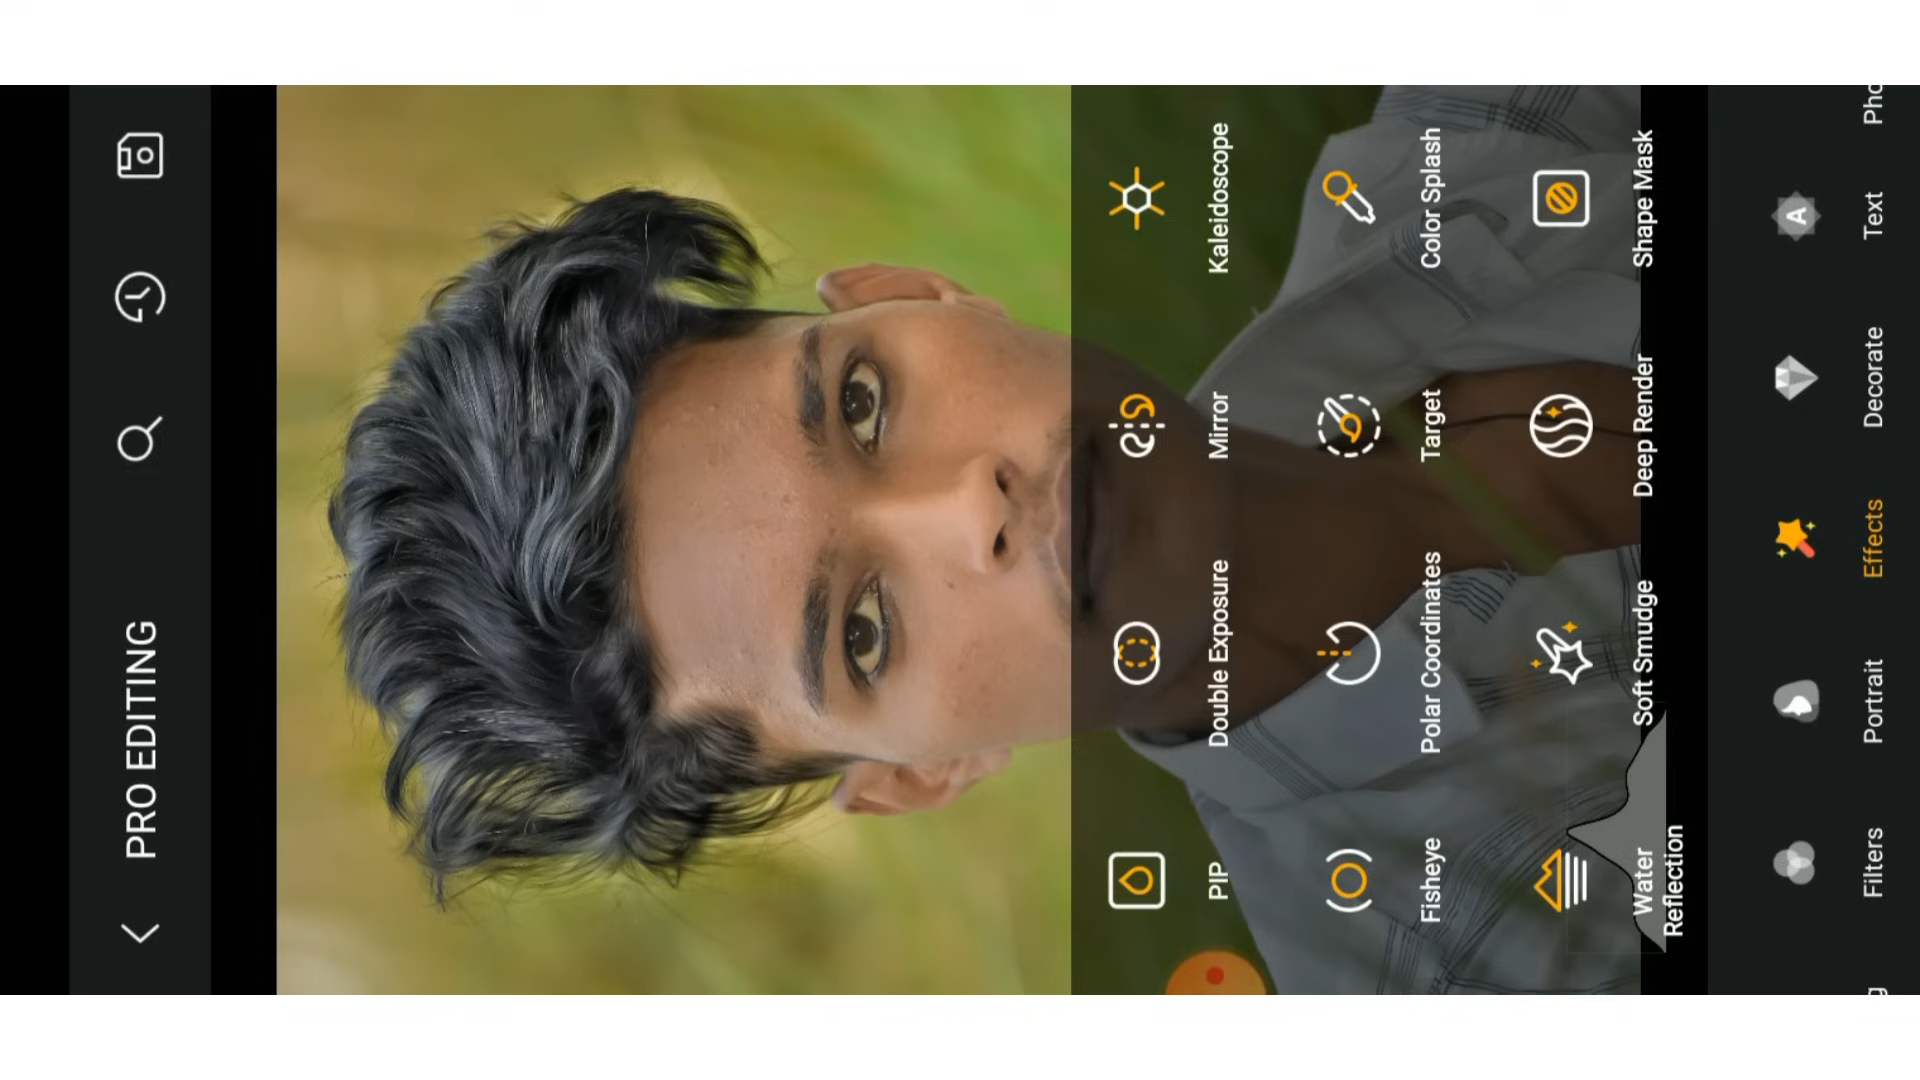 PRO EDITING
PIP
Double Exposure
Mirror
Kaleidoscope
Fisheye
Polar Coordinates
Target
Color Splash
Water
Reflection
Soft Smudge
Deep Render
Shape Mask
Filters
Portrait
Effects
Decorate
Text